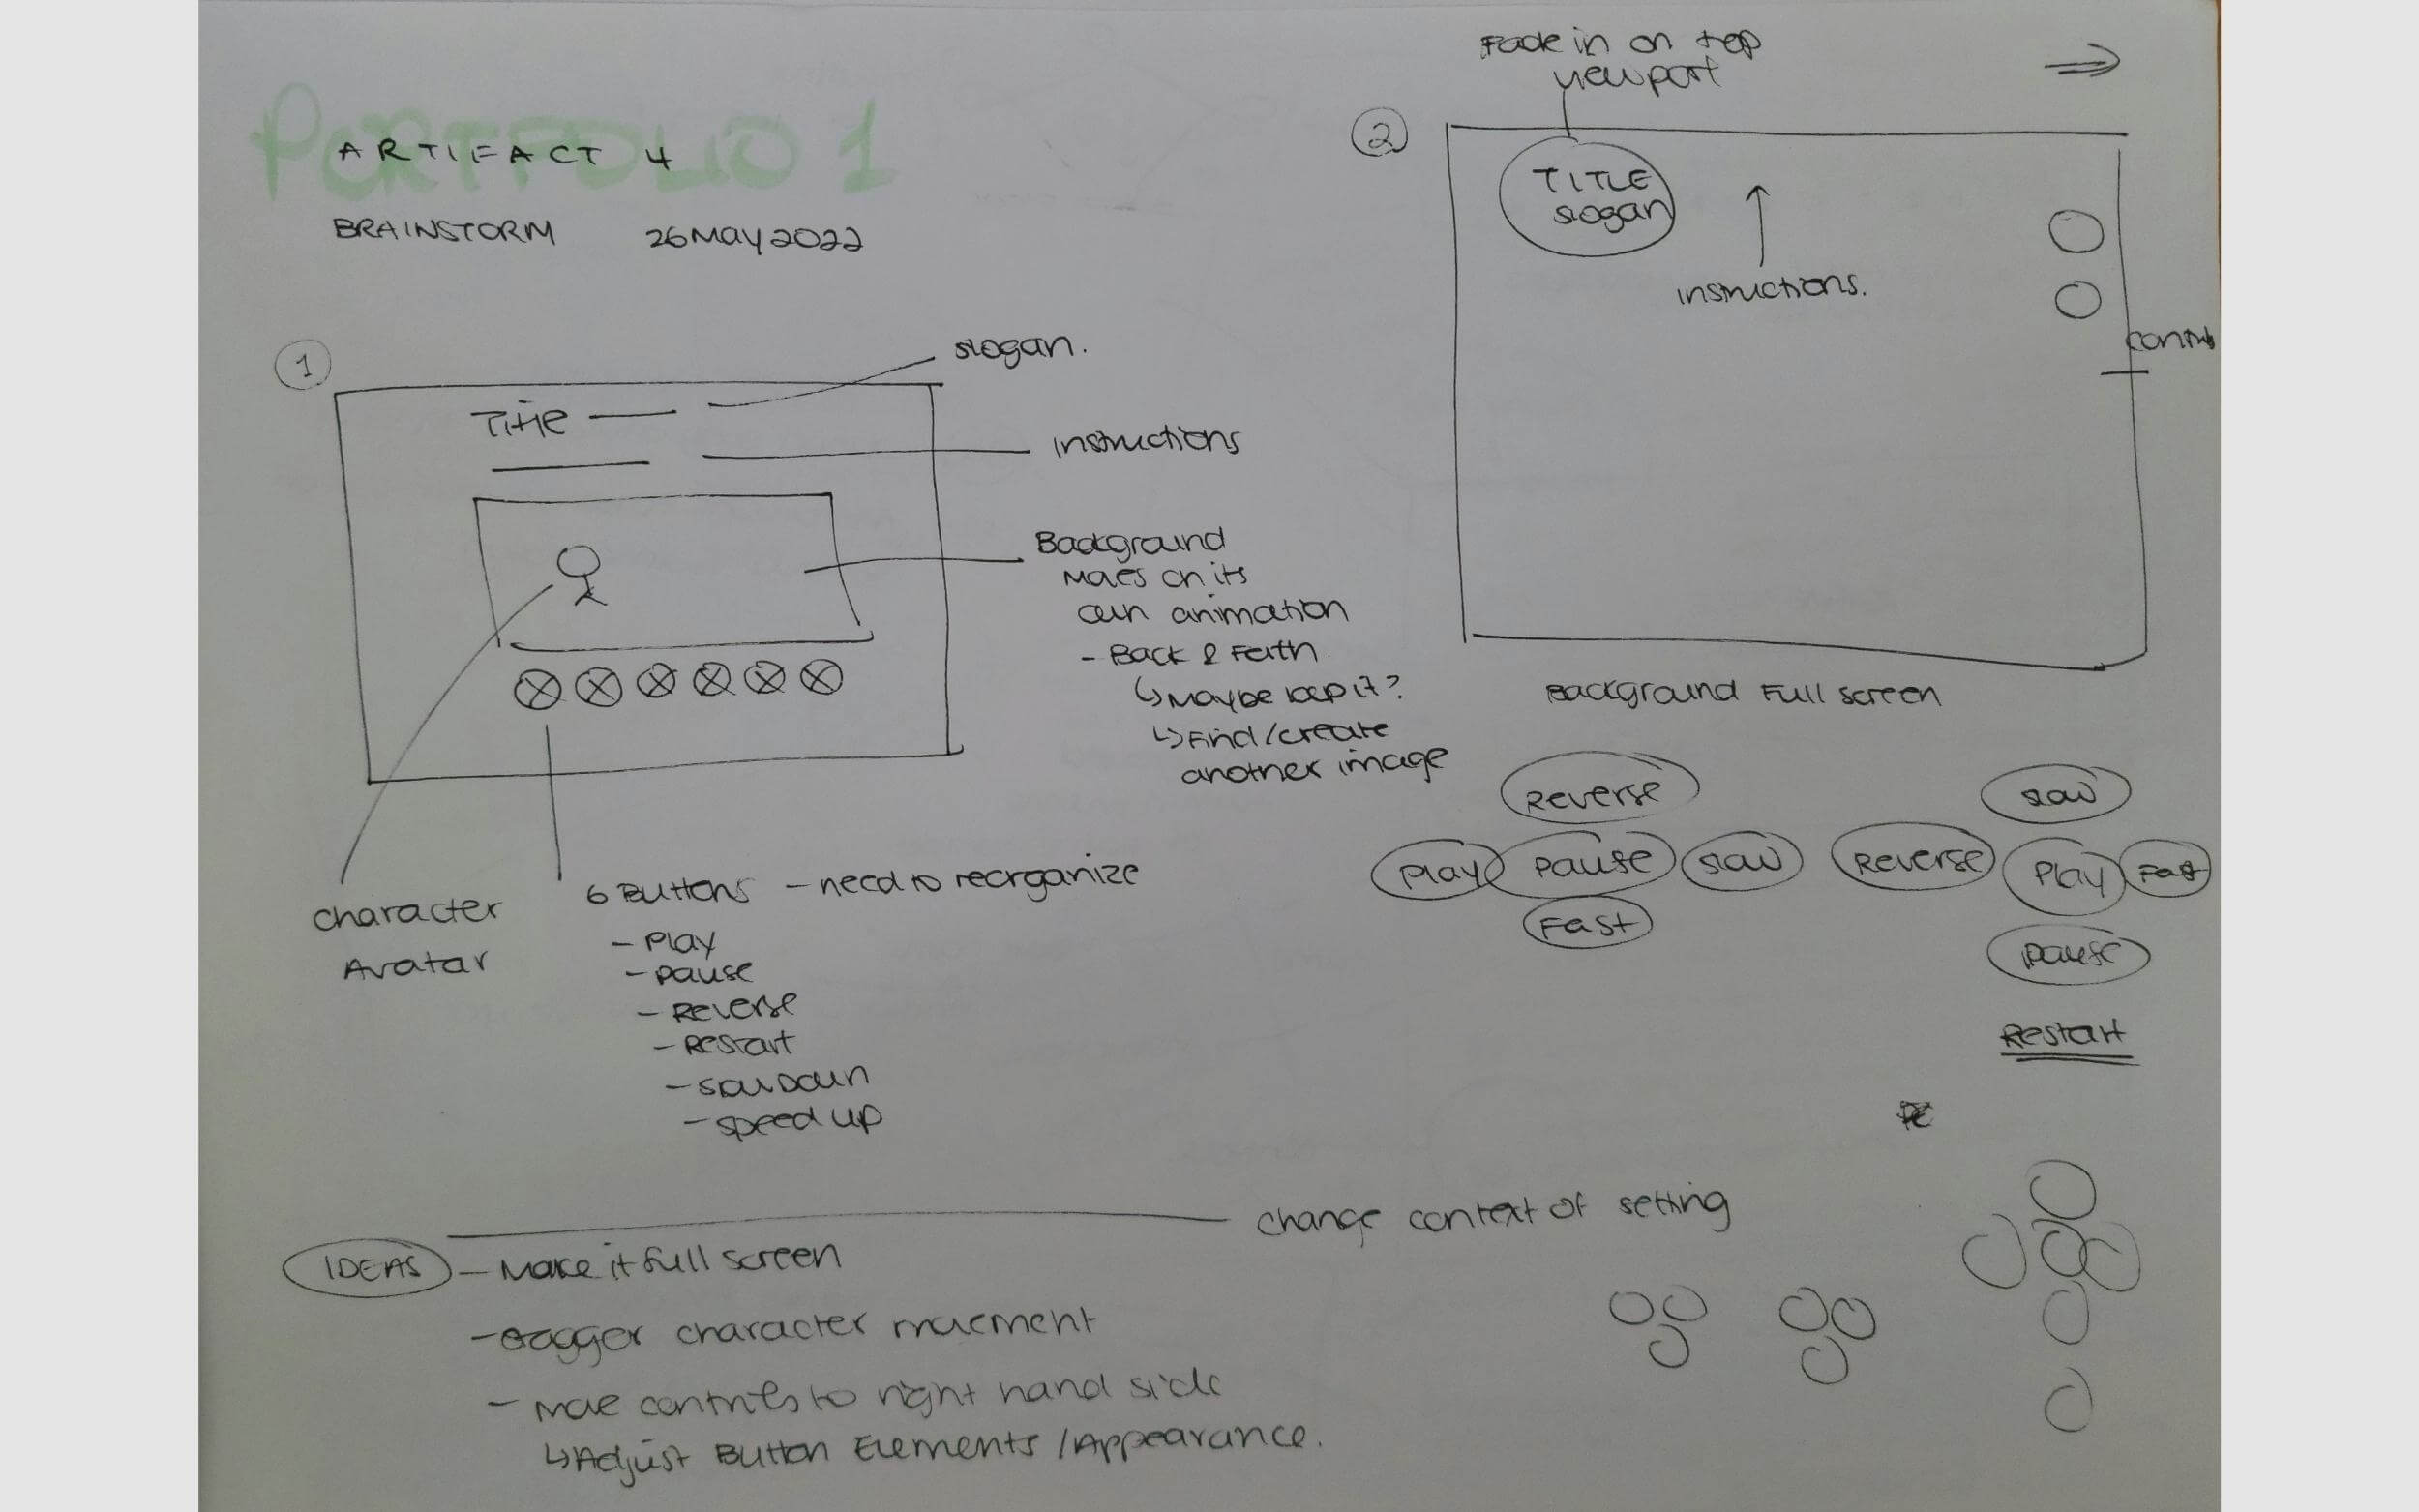 PORTFOLIO 1
ARTIFACT 4
BRAINSTORM 26 May 2022
1
slogan.
Title
Instructions
Background
Moves on its
own animation
- Back & Forth
↳ Maybe loop it?
↳ Find/create
another image
Character
Avatar
6 Buttons - need to reorganize
- Play
- Pause
- Reverse
- Restart
- Slow Down
- Speed up
Fade in on top
viewport
⇒
2
TITLE
slogan
↑
instructions.
Background Full screen
Reverse
Play Pause Slow
Fast
Slow
Reverse Play Fast
Pause
Restart
change context of setting
IDEAS - Make it full screen
character movement
- Move controls to right hand side
↳ Adjust Button Elements / Appearance.